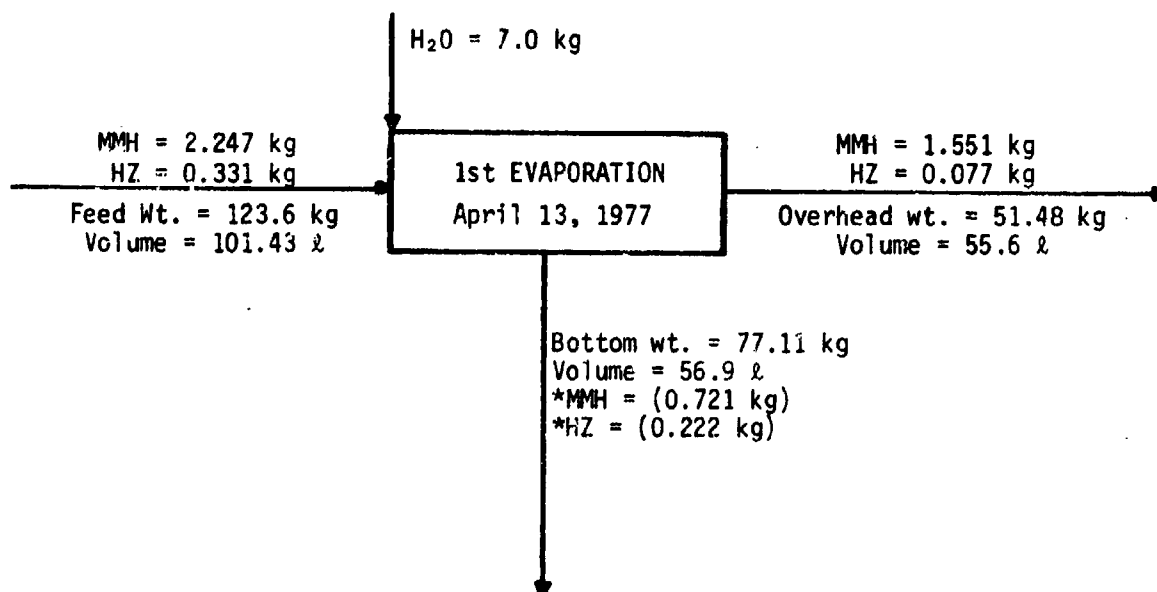 H₂O = 7.0 kg
MMH = 2.247 kg
HZ = 0.331 kg
Feed Wt. = 123.6 kg
Volume = 101.43 ℓ
1st EVAPORATION
April 13, 1977
MMH = 1.551 kg
HZ = 0.077 kg
Overhead wt. = 51.48 kg
Volume = 55.6 ℓ
Bottom wt. = 77.11 kg
Volume = 56.9 ℓ
*MMH = (0.721 kg)
*HZ = (0.222 kg)